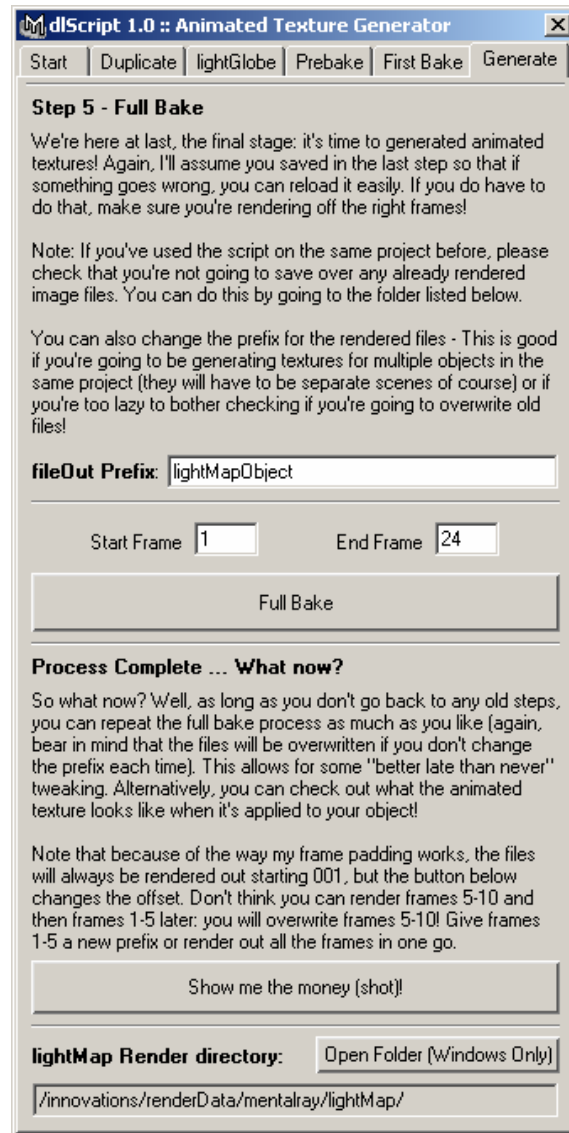 dlScript 1.0 :: Animated Texture Generator
Start Duplicate lightGlobe Prebake First Bake Generate
Step 5 - Full Bake
We're here at last, the final stage: it's time to generated animated
textures! Again, I'll assume you saved in the last step so that if
something goes wrong, you can reload it easily. If you do have to
do that, make sure you're rendering off the right frames!
Note: If you've used the script on the same project before, please
check that you're not going to save over any already rendered
image files. You can do this by going to the folder listed below.
You can also change the prefix for the rendered files - This is good
if you're going to be generating textures for multiple objects in the
same project (they will have to be separate scenes of course) or if
you're too lazy to bother checking if you're going to overwrite old
files!
fileOut Prefix: lightMapObject
Start Frame 1 End Frame 24
Full Bake
Process Complete ... What now?
So what now? Well, as long as you don't go back to any old steps,
you can repeat the full bake process as much as you like (again,
bear in mind that the files will be overwritten if you don't change
the prefix each time). This allows for some "better late than never"
tweaking. Alternatively, you can check out what the animated
texture looks like when it's applied to your object!
Note that because of the way my frame padding works, the files
will always be rendered out starting 001, but the button below
changes the offset. Don't think you can render frames 5-10 and
then frames 1-5 later: you will overwrite frames 5-10! Give frames
1-5 a new prefix or render out all the frames in one go.
Show me the money (shot)!
lightMap Render directory: Open Folder (Windows Only)
/innovations/renderData/mentalray/lightMap/